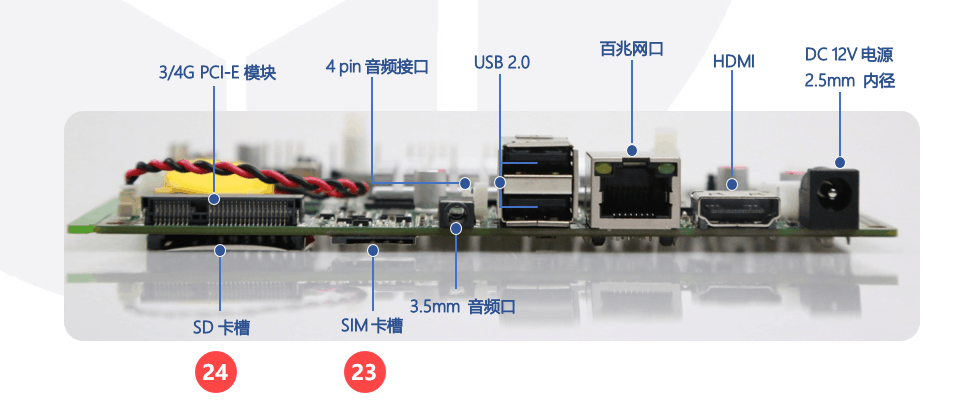 3/4G PCI-E 模块
4 pin 音频接口
USB 2.0
百兆网口
HDMI
DC 12V 电源
2.5mm 内径
SD 卡槽
SIM 卡槽
3.5mm 音频口
24
23